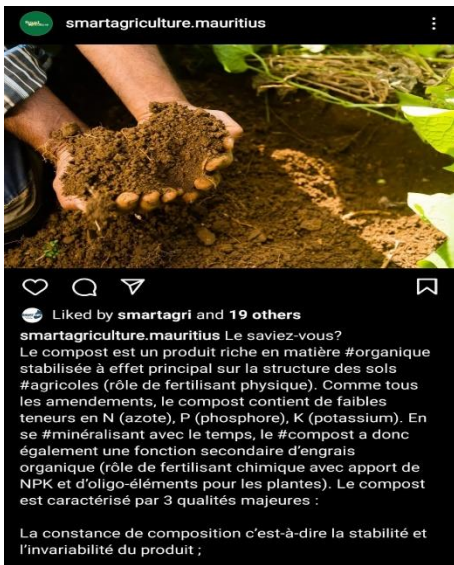 smartagriculture.mauritius
Liked by smartagri and 19 others
smartagriculture.mauritius Le saviez-vous?
Le compost est un produit riche en matière #organique
stabilisée à effet principal sur la structure des sols
#agricoles (rôle de fertilisant physique). Comme tous
les amendements, le compost contient de faibles
teneurs en N (azote), P (phosphore), K (potassium). En
se #minéralisant avec le temps, le #compost a donc
également une fonction secondaire d'engrais
organique (rôle de fertilisant chimique avec apport de
NPK et d'oligo-éléments pour les plantes). Le compost
est caractérisé par 3 qualités majeures :
La constance de composition c'est-à-dire la stabilité et
l'invariabilité du produit ;